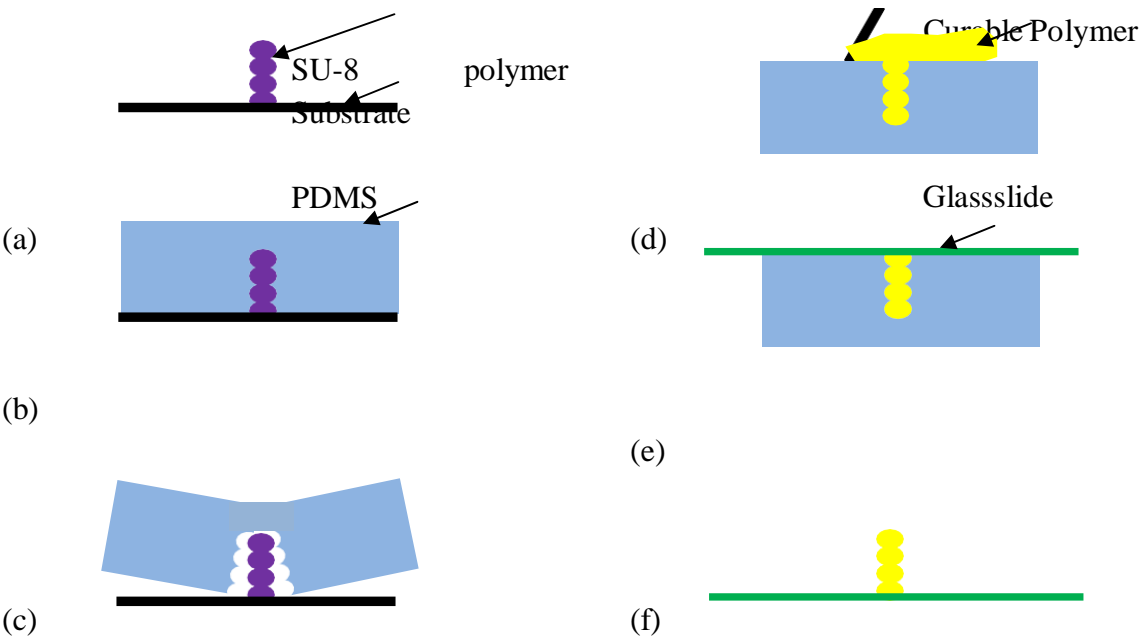 SU-8 polymer
Substrate
PDMS
(a)
(b)
(c)
Curable Polymer
Glassslide
(d)
(e)
(f)